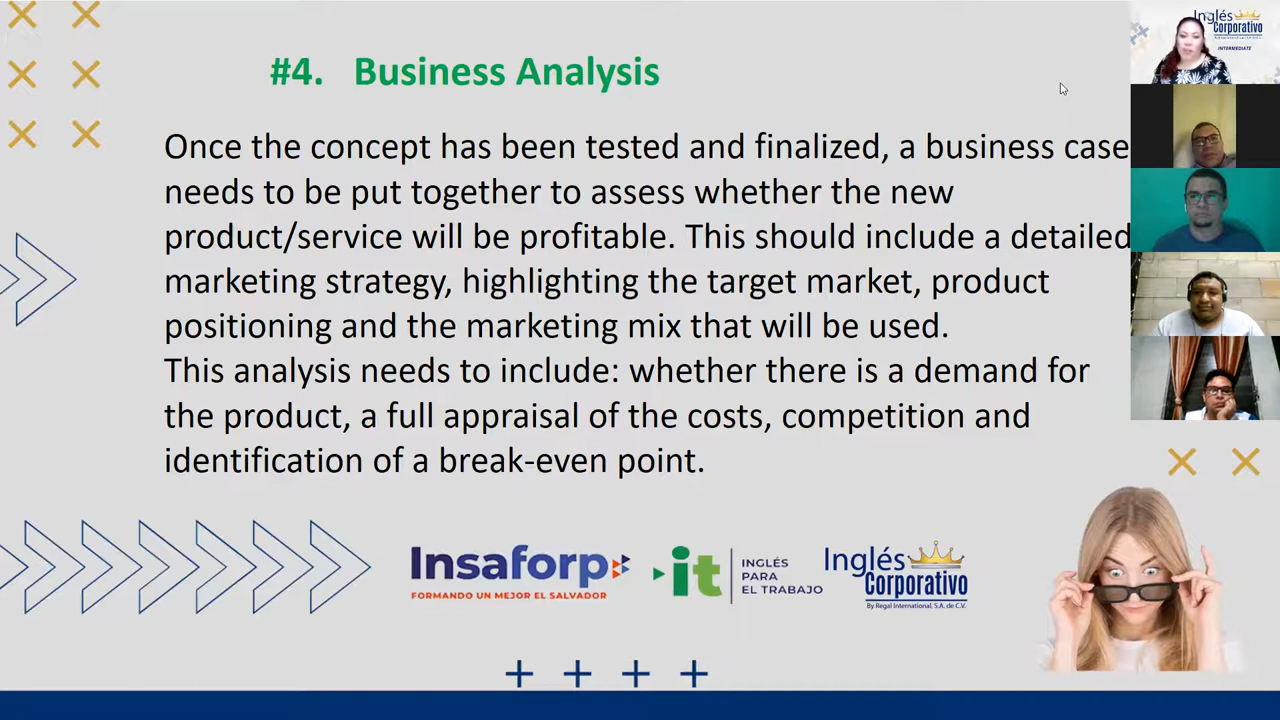 #4. Business Analysis
Once the concept has been tested and finalized, a business case
needs to be put together to assess whether the new
product/service will be profitable. This should include a detailed
marketing strategy, highlighting the target market, product
positioning and the marketing mix that will be used.
This analysis needs to include: whether there is a demand for
the product, a full appraisal of the costs, competition and
identification of a break-even point.
Insaforp
FORMANDO UN MEJOR EL SALVADOR
it
INGLÉS
PARA
EL TRABAJO
Inglés
Corporativo
By Regal International, S.A. de C.V.
Inglés
Corporativo
INTERMEDIATE